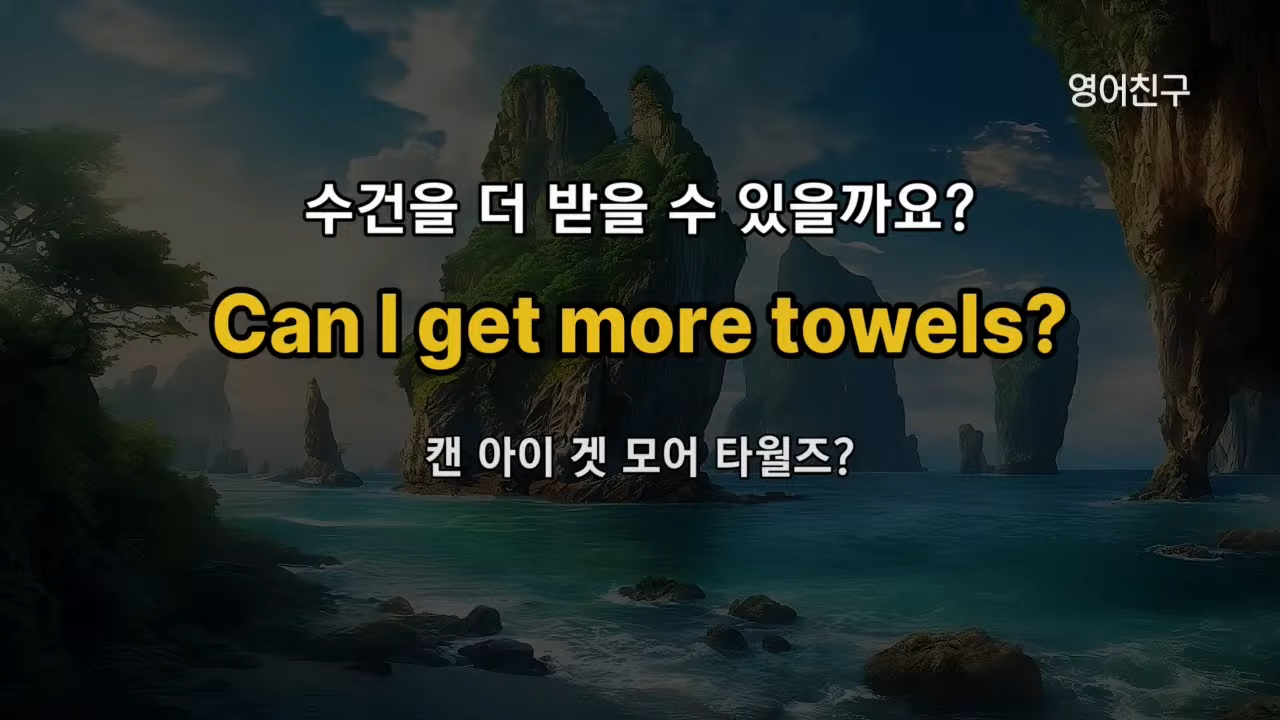 영어친구
수건을 더 받을 수 있을까요?
Can I get more towels?
캔 아이 겟 모어 타월즈?